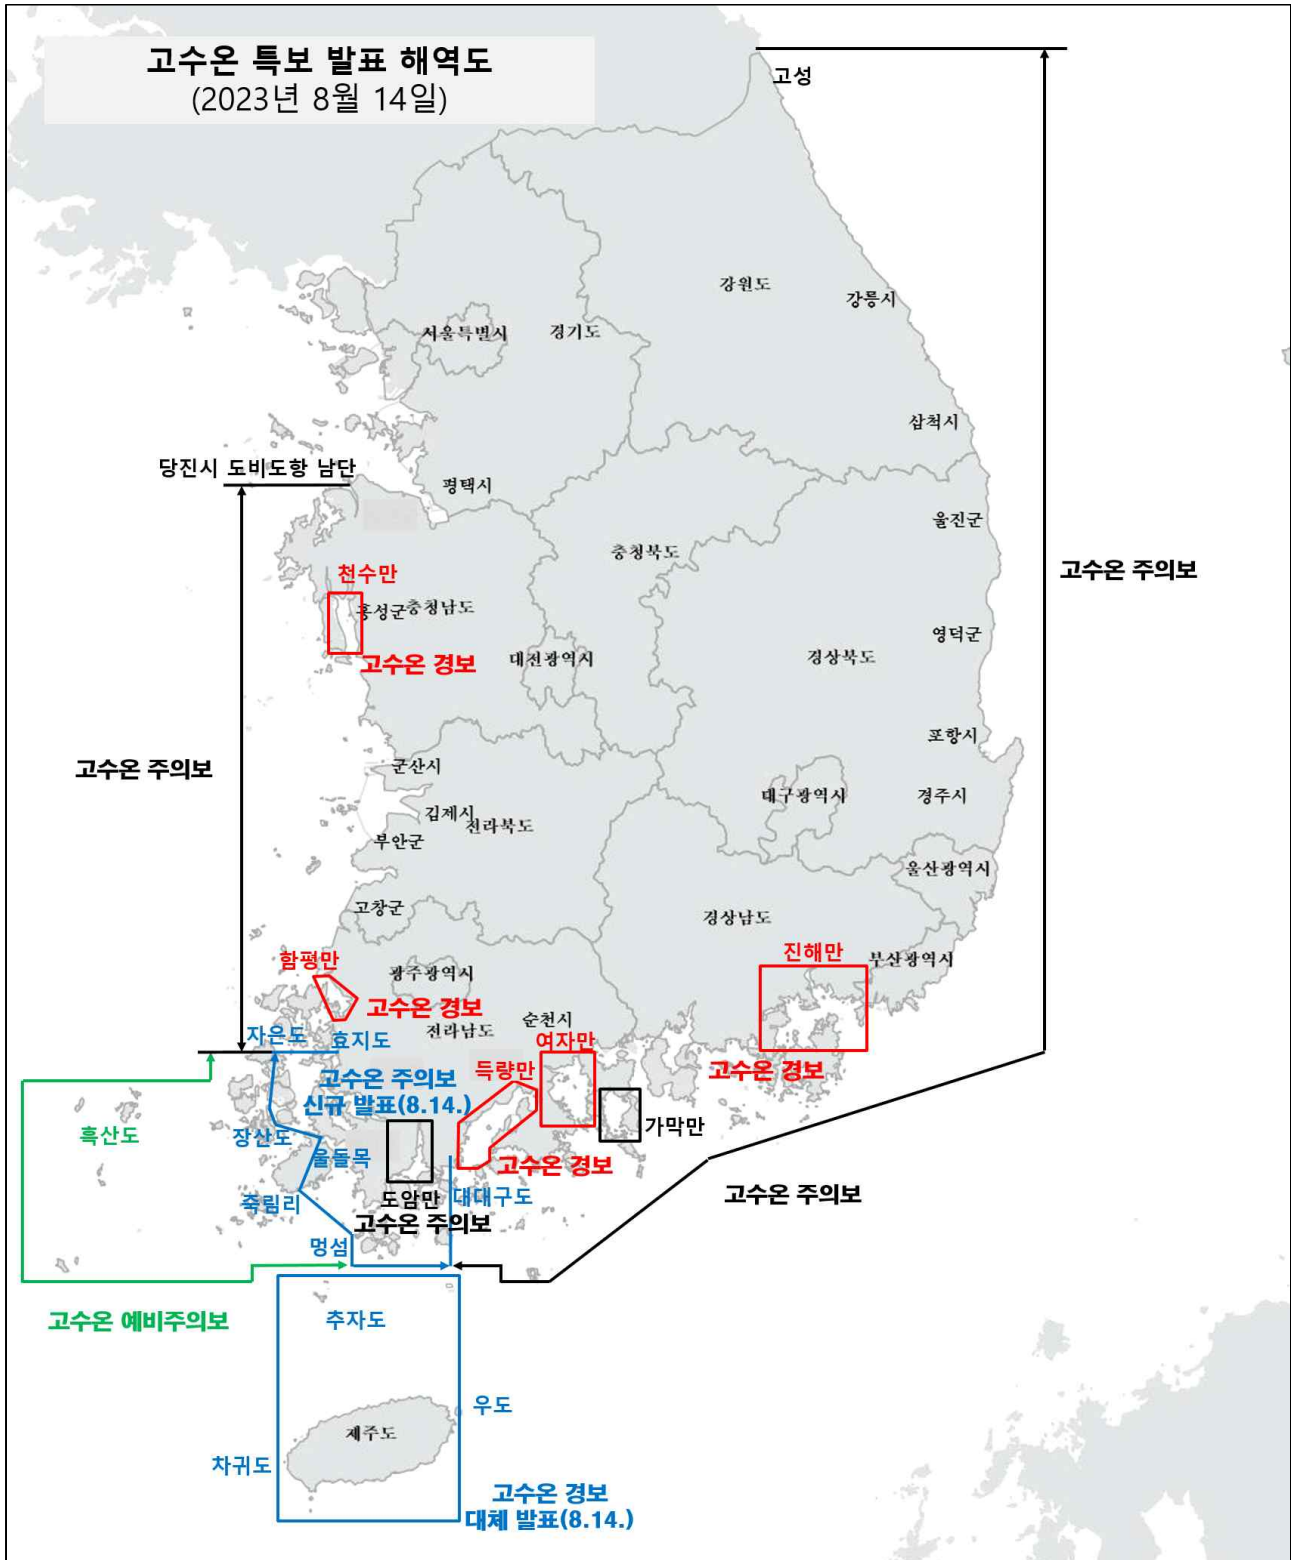 고수온 특보 발표 해역도
(2023년 8월 14일)
고성
강원도
강릉시
서울특별시
경기도
삼척시
당진시 도비도항 남단
평택시
울진군
충청북도
고수온 주의보
천수만
홍성군
충청남도
영덕군
고수온 경보
대전광역시
경상북도
포항시
고수온 주의보
군산시
대구광역시
경주시
김제시
전라북도
부안군
울산광역시
고창군
경상남도
함평만
광주광역시
진해만
부산광역시
고수온 경보
자은도
효지도
전라남도
순천시
여자만
득량만
고수온 경보
고수온 주의보
신규 발표(8.14.)
흑산도
장산도
울돌목
가막만
고수온 경보
죽림리
도암만
대대구도
고수온 주의보
고수온 주의보
멍섬
고수온 예비주의보
추자도
우도
제주도
차귀도
고수온 경보
대체 발표(8.14.)